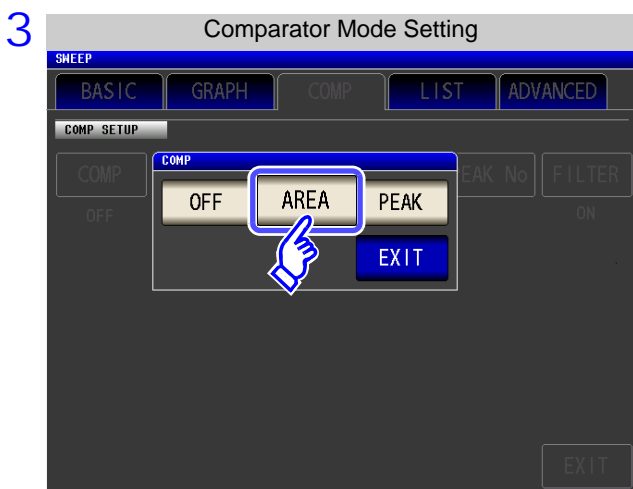 3
Comparator Mode Setting
SWEEP
BASIC GRAPH COMP LIST ADVANCED
COMP SETUP
COMP EAK No FILTER
OFF ON
COMP
OFF AREA PEAK
EXIT
EXIT